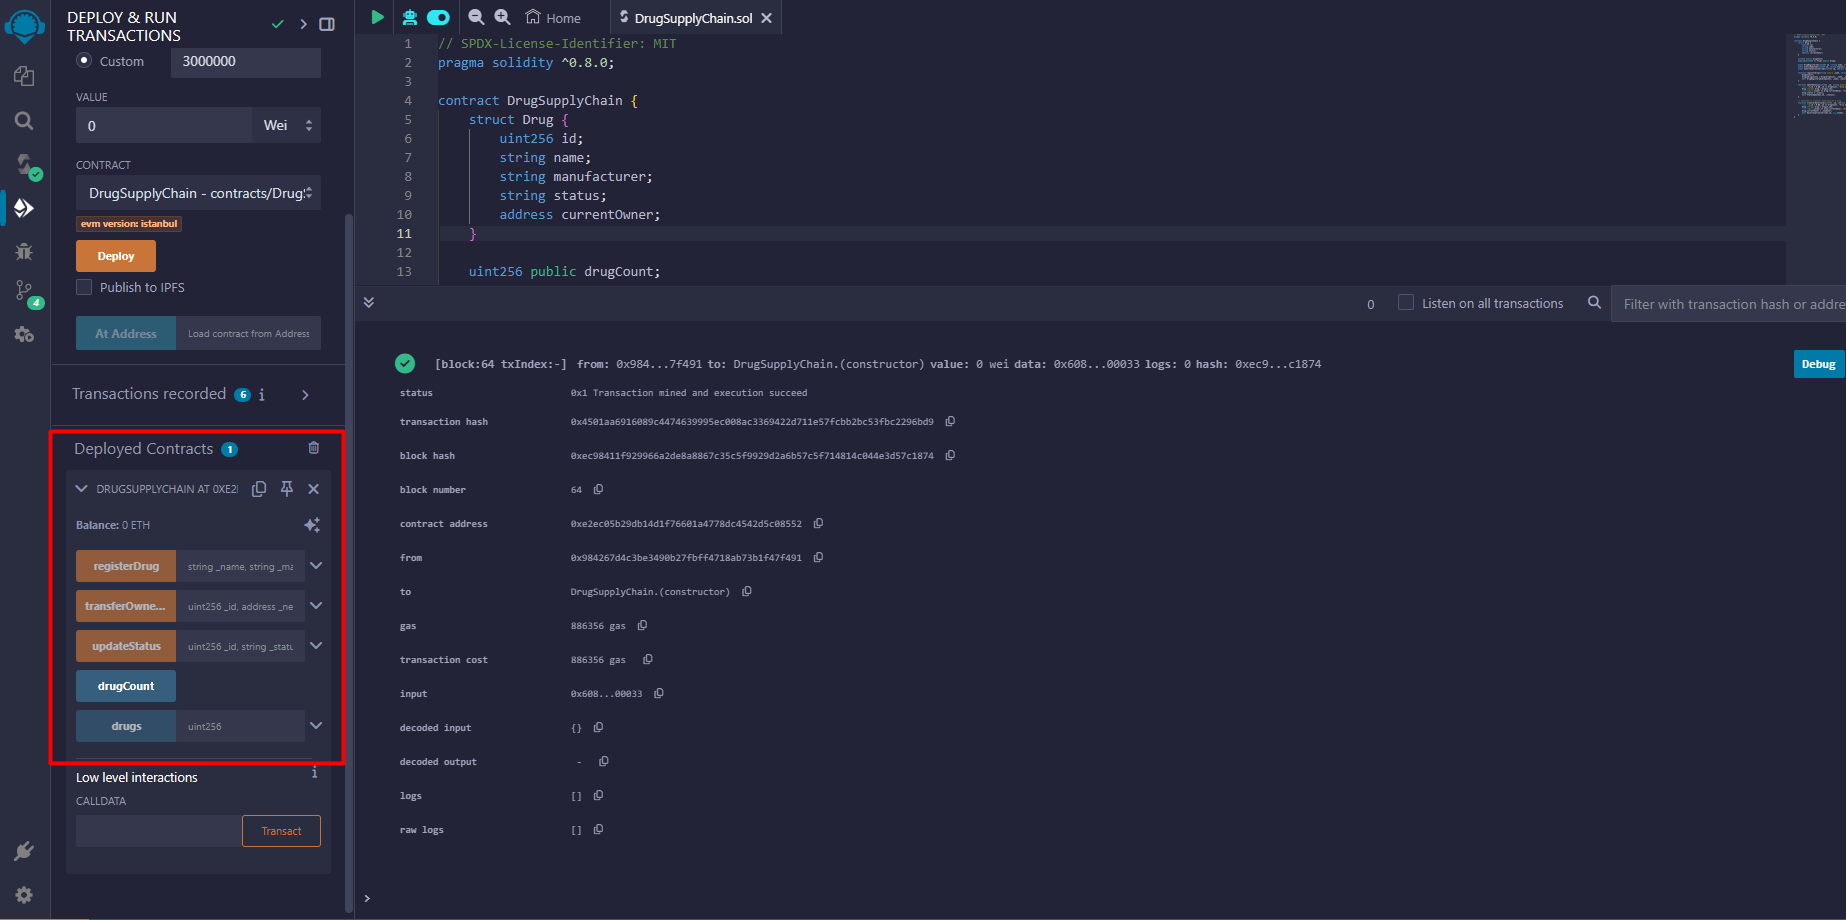 DEPLOY & RUN
TRANSACTIONS
Custom
3000000
VALUE
0
Wei
CONTRACT
DrugSupplyChain - contracts/Drug
evm version: istanbul
Deploy
Publish to IPFS
At Address
Load contract from Address
Transactions recorded 6 i
Deployed Contracts 1
DRUGSUPPLYCHAIN AT 0XE2
Balance: 0 ETH
registerDrug
string _name, string _ma
transferOwne...
uint256 _id, address _ne
updateStatus
uint256 _id, string _statu
drugCount
drugs
uint256
Low level interactions
i
CALLDATA
Transact
4
Home
DrugSupplyChain.sol
1 // SPDX-License-Identifier: MIT
2 pragma solidity ^0.8.0;
3
4 contract DrugSupplyChain {
5 struct Drug {
6 uint256 id;
7 string name;
8 string manufacturer;
9 string status;
10 address currentOwner;
11 }
12
13 uint256 public drugCount;
0
Listen on all transactions
Filter with transaction hash or addre
[block:64 txIndex:-] from: 0x984...7f491 to: DrugSupplyChain.(constructor) value: 0 wei data: 0x608...00033 logs: 0 hash: 0xec9...c1874
Debug
status 0x1 Transaction mined and execution succeed
transaction hash 0x4501aa6916089c4474639995ec008ac3369422d711e57fcbb2bc53fbc2296bd9
block hash 0xec98411f929966a2de8a8867c35c5f9929d2a6b57c5f714814c044e3d57c1874
block number 64
contract address 0xe2ec05b29db14d1f76601a4778dc4542d5c08552
from 0x984267d4c3be3490b27fbff4718ab73b1f47f491
to DrugSupplyChain.(constructor)
gas 886356 gas
transaction cost 886356 gas
input 0x608...00033
decoded input {}
decoded output -
logs []
raw logs []
>